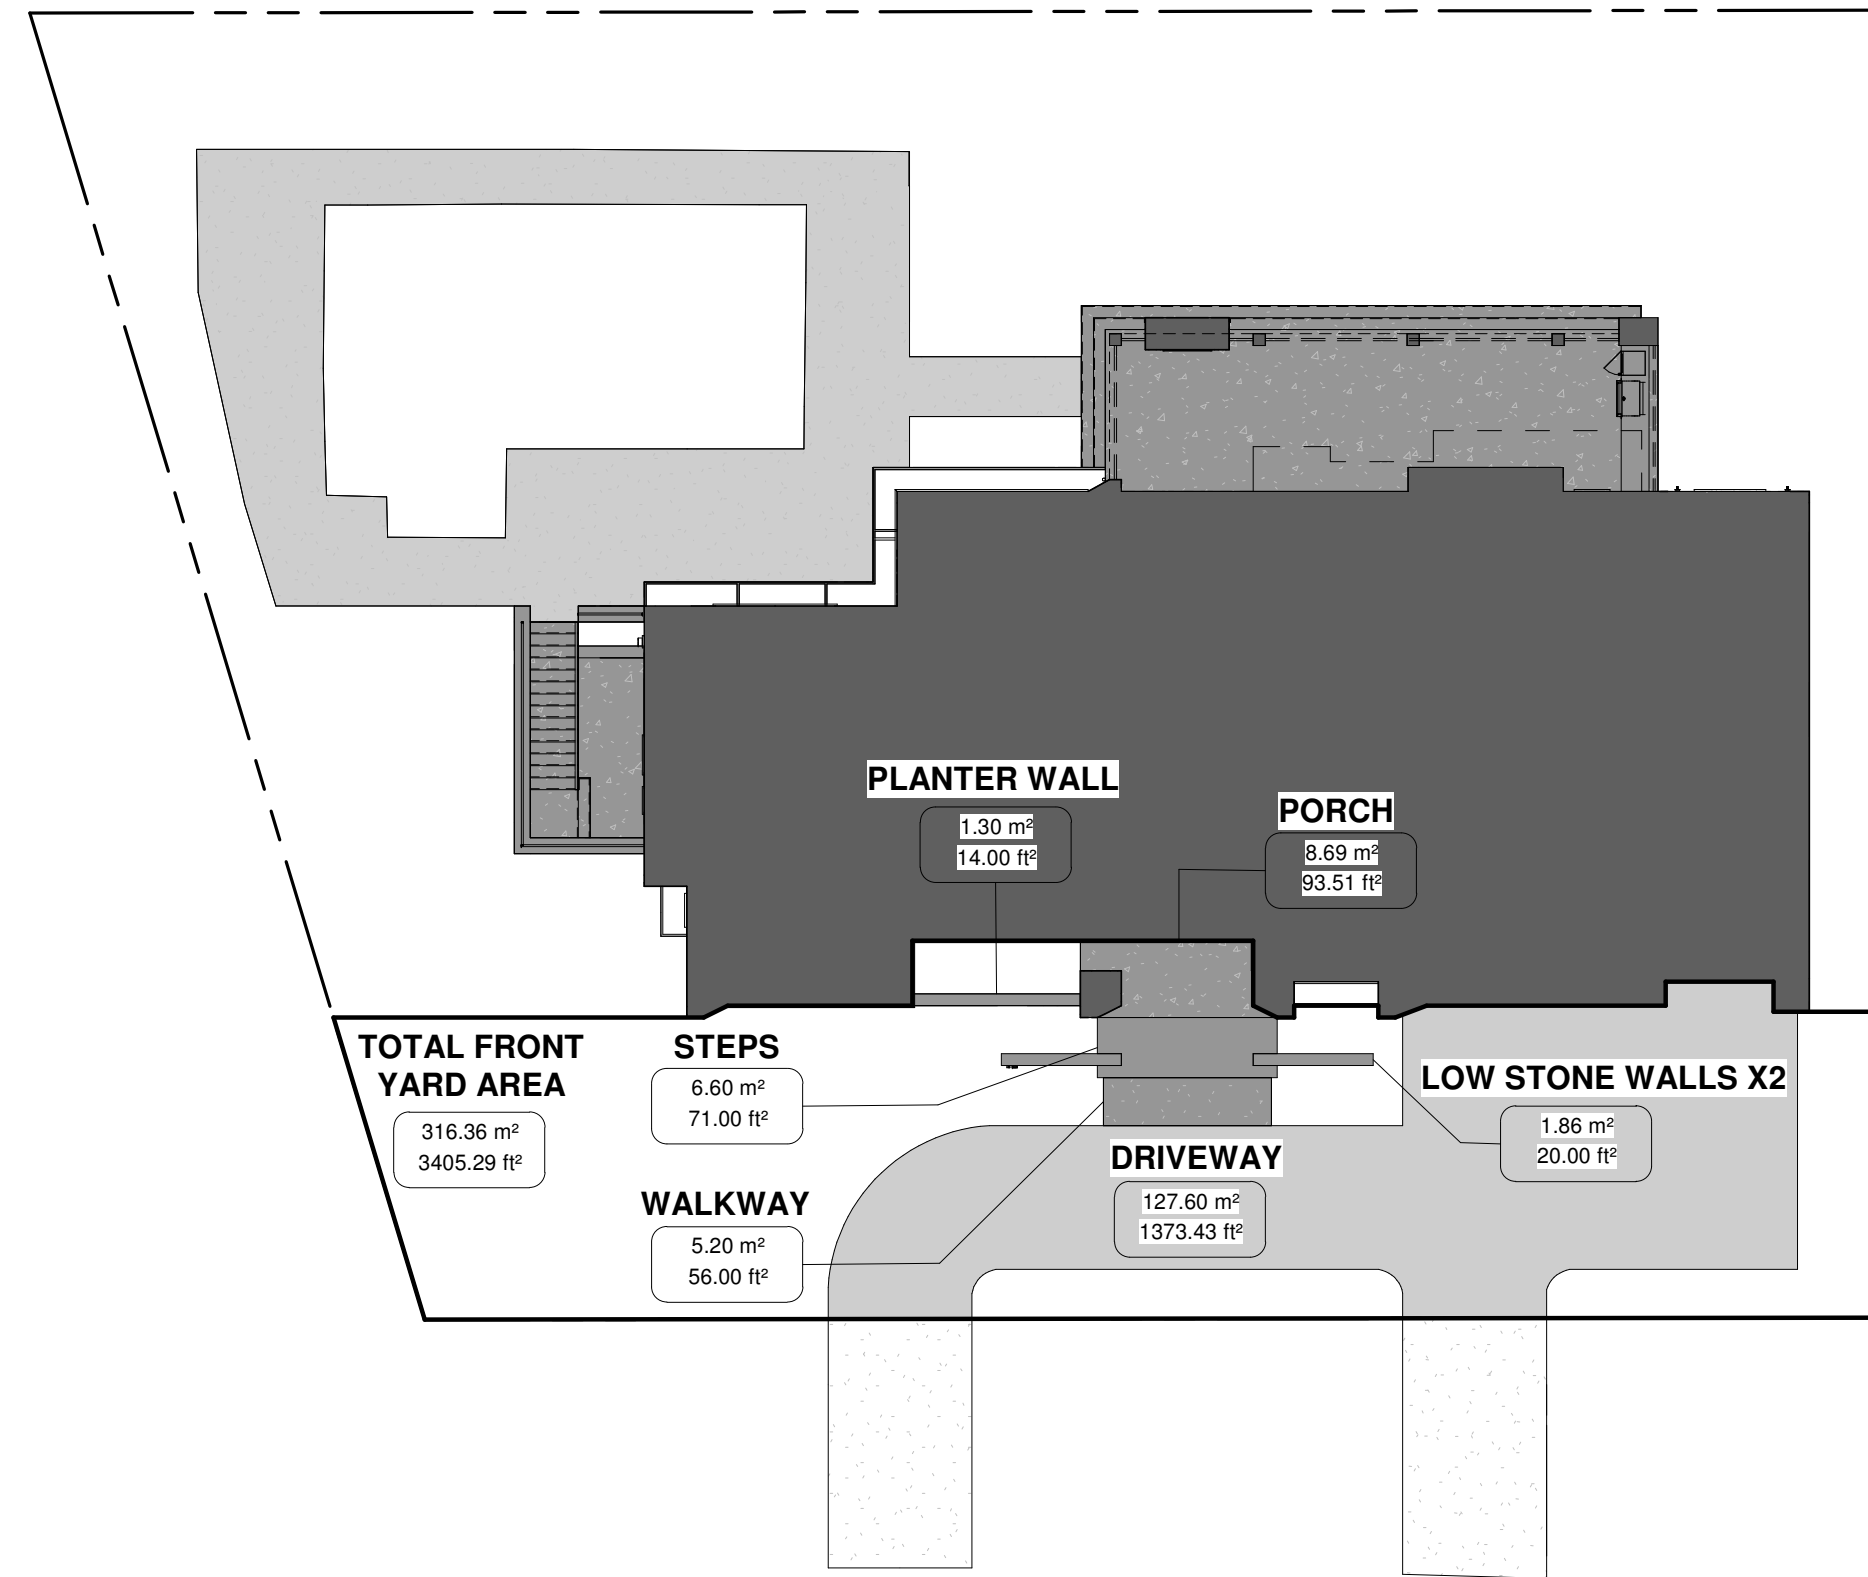 PLANTER WALL
1.30 m²
14.00 ft²
PORCH
8.69 m²
93.51 ft²
TOTAL FRONT
YARD AREA
316.36 m²
3405.29 ft²
STEPS
6.60 m²
71.00 ft²
LOW STONE WALLS X2
1.86 m²
20.00 ft²
DRIVEWAY
127.60 m²
1373.43 ft²
WALKWAY
5.20 m²
56.00 ft²